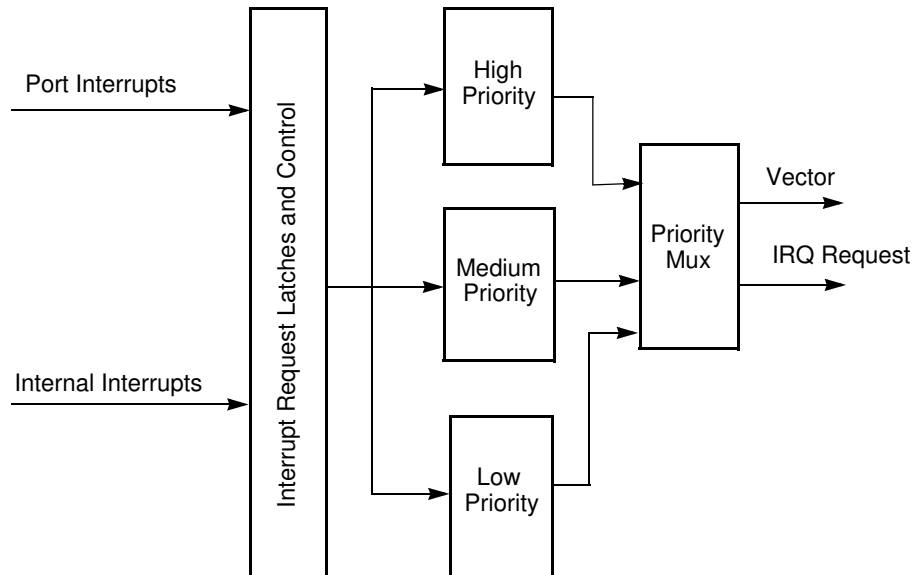 Port Interrupts
Internal Interrupts
Interrupt Request Latches and Control
High
Priority
Medium
Priority
Low
Priority
Priority
Mux
Vector
IRQ Request